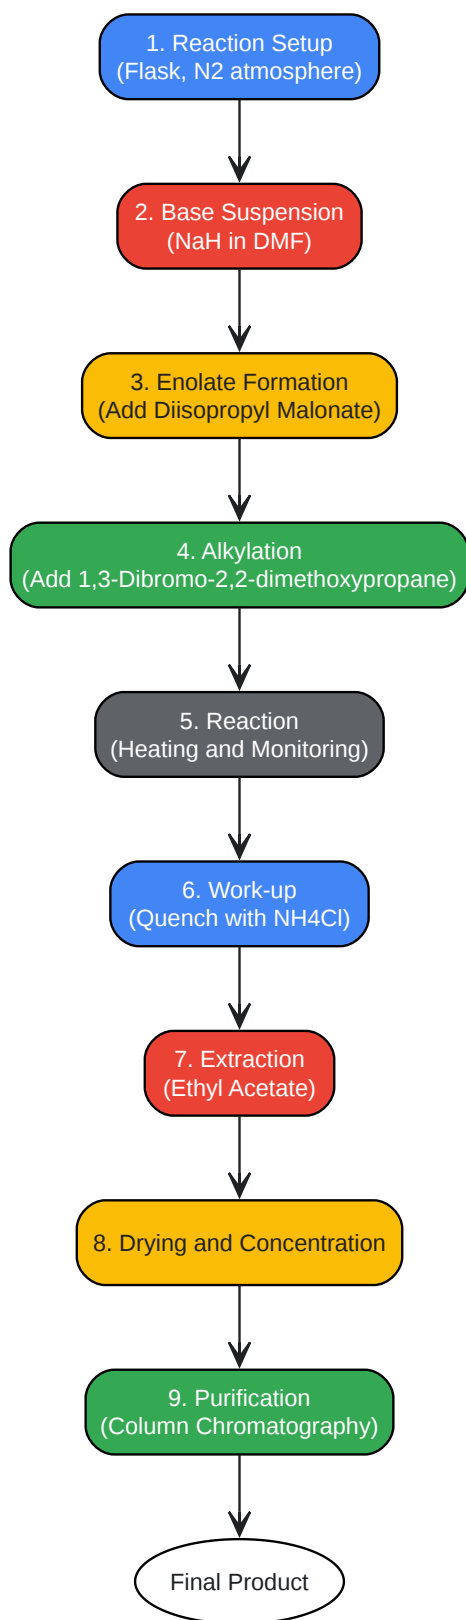 1. Reaction Setup
(Flask, N2 atmosphere)
2. Base Suspension
(NaH in DMF)
3. Enolate Formation
(Add Diisopropyl Malonate)
4. Alkylation
(Add 1,3-Dibromo-2,2-dimethoxypropane)
5. Reaction
(Heating and Monitoring)
6. Work-up
(Quench with NH4Cl)
7. Extraction
(Ethyl Acetate)
8. Drying and Concentration
9. Purification
(Column Chromatography)
Final Product